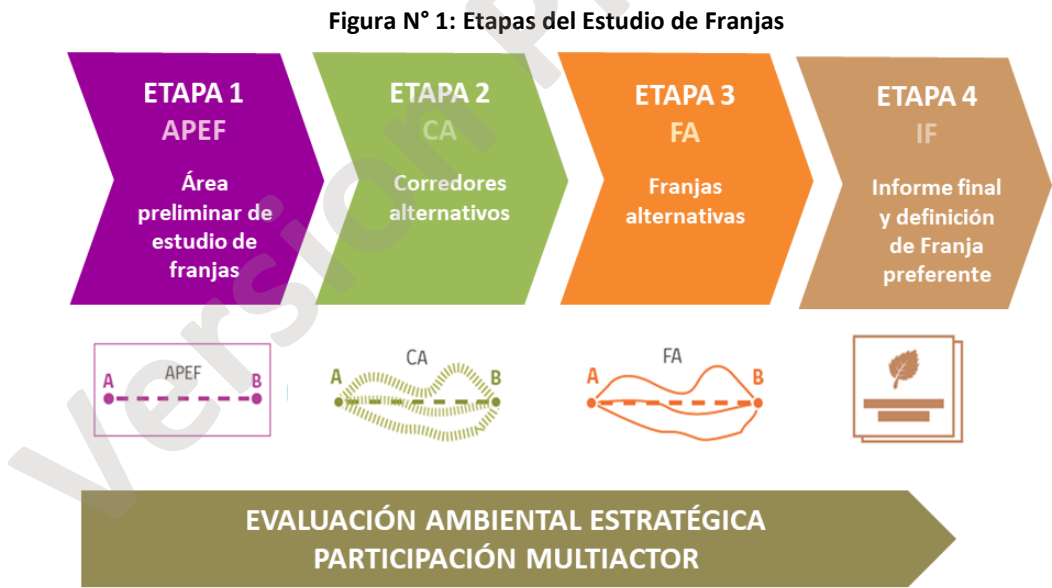 Figura N° 1: Etapas del Estudio de Franjas
ETAPA 1
APEF
Área
preliminar de
estudio de
franjas
ETAPA 2
CA
Corredores
alternativos
ETAPA 3
FA
Franjas
alternativas
ETAPA 4
IF
Informe final
y definición
de Franja
preferente
A APEF B
A CA B
A FA B
EVALUACIÓN AMBIENTAL ESTRATÉGICA
PARTICIPACIÓN MULTIACTOR
Version